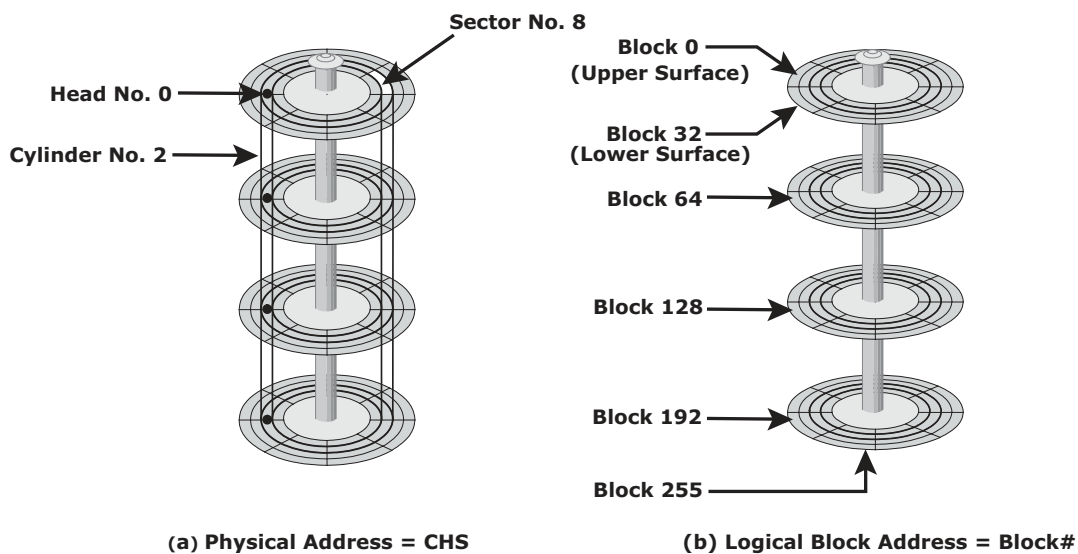 Sector No. 8
Head No. 0
Cylinder No. 2
(a) Physical Address = CHS
Block 0
(Upper Surface)
Block 32
(Lower Surface)
Block 64
Block 128
Block 192
Block 255
(b) Logical Block Address = Block#